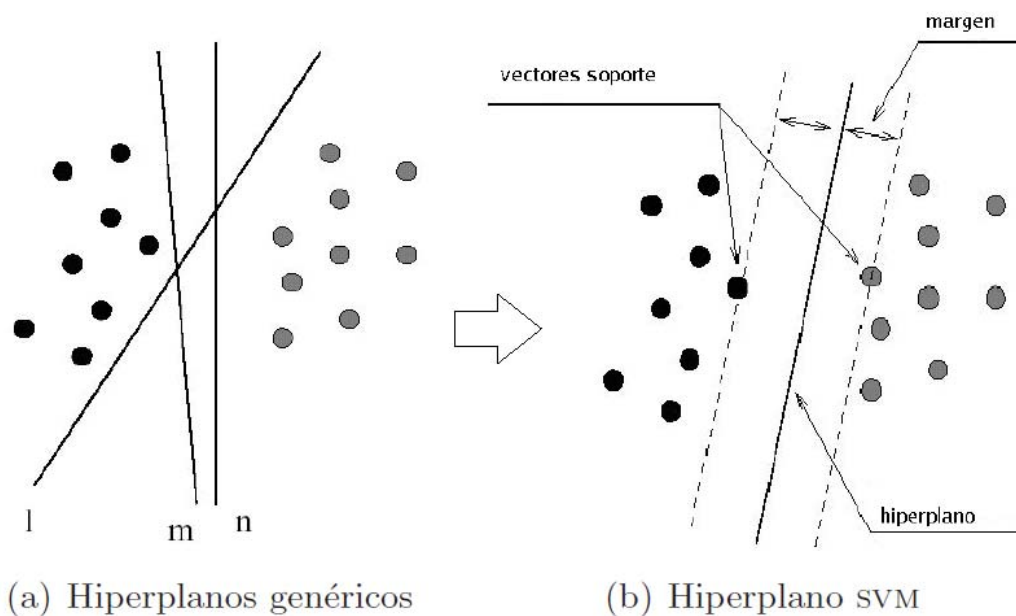 margen
vectores soporte
l
m
n
hiperplano
(a) Hiperplanos genéricos
(b) Hiperplano SVM